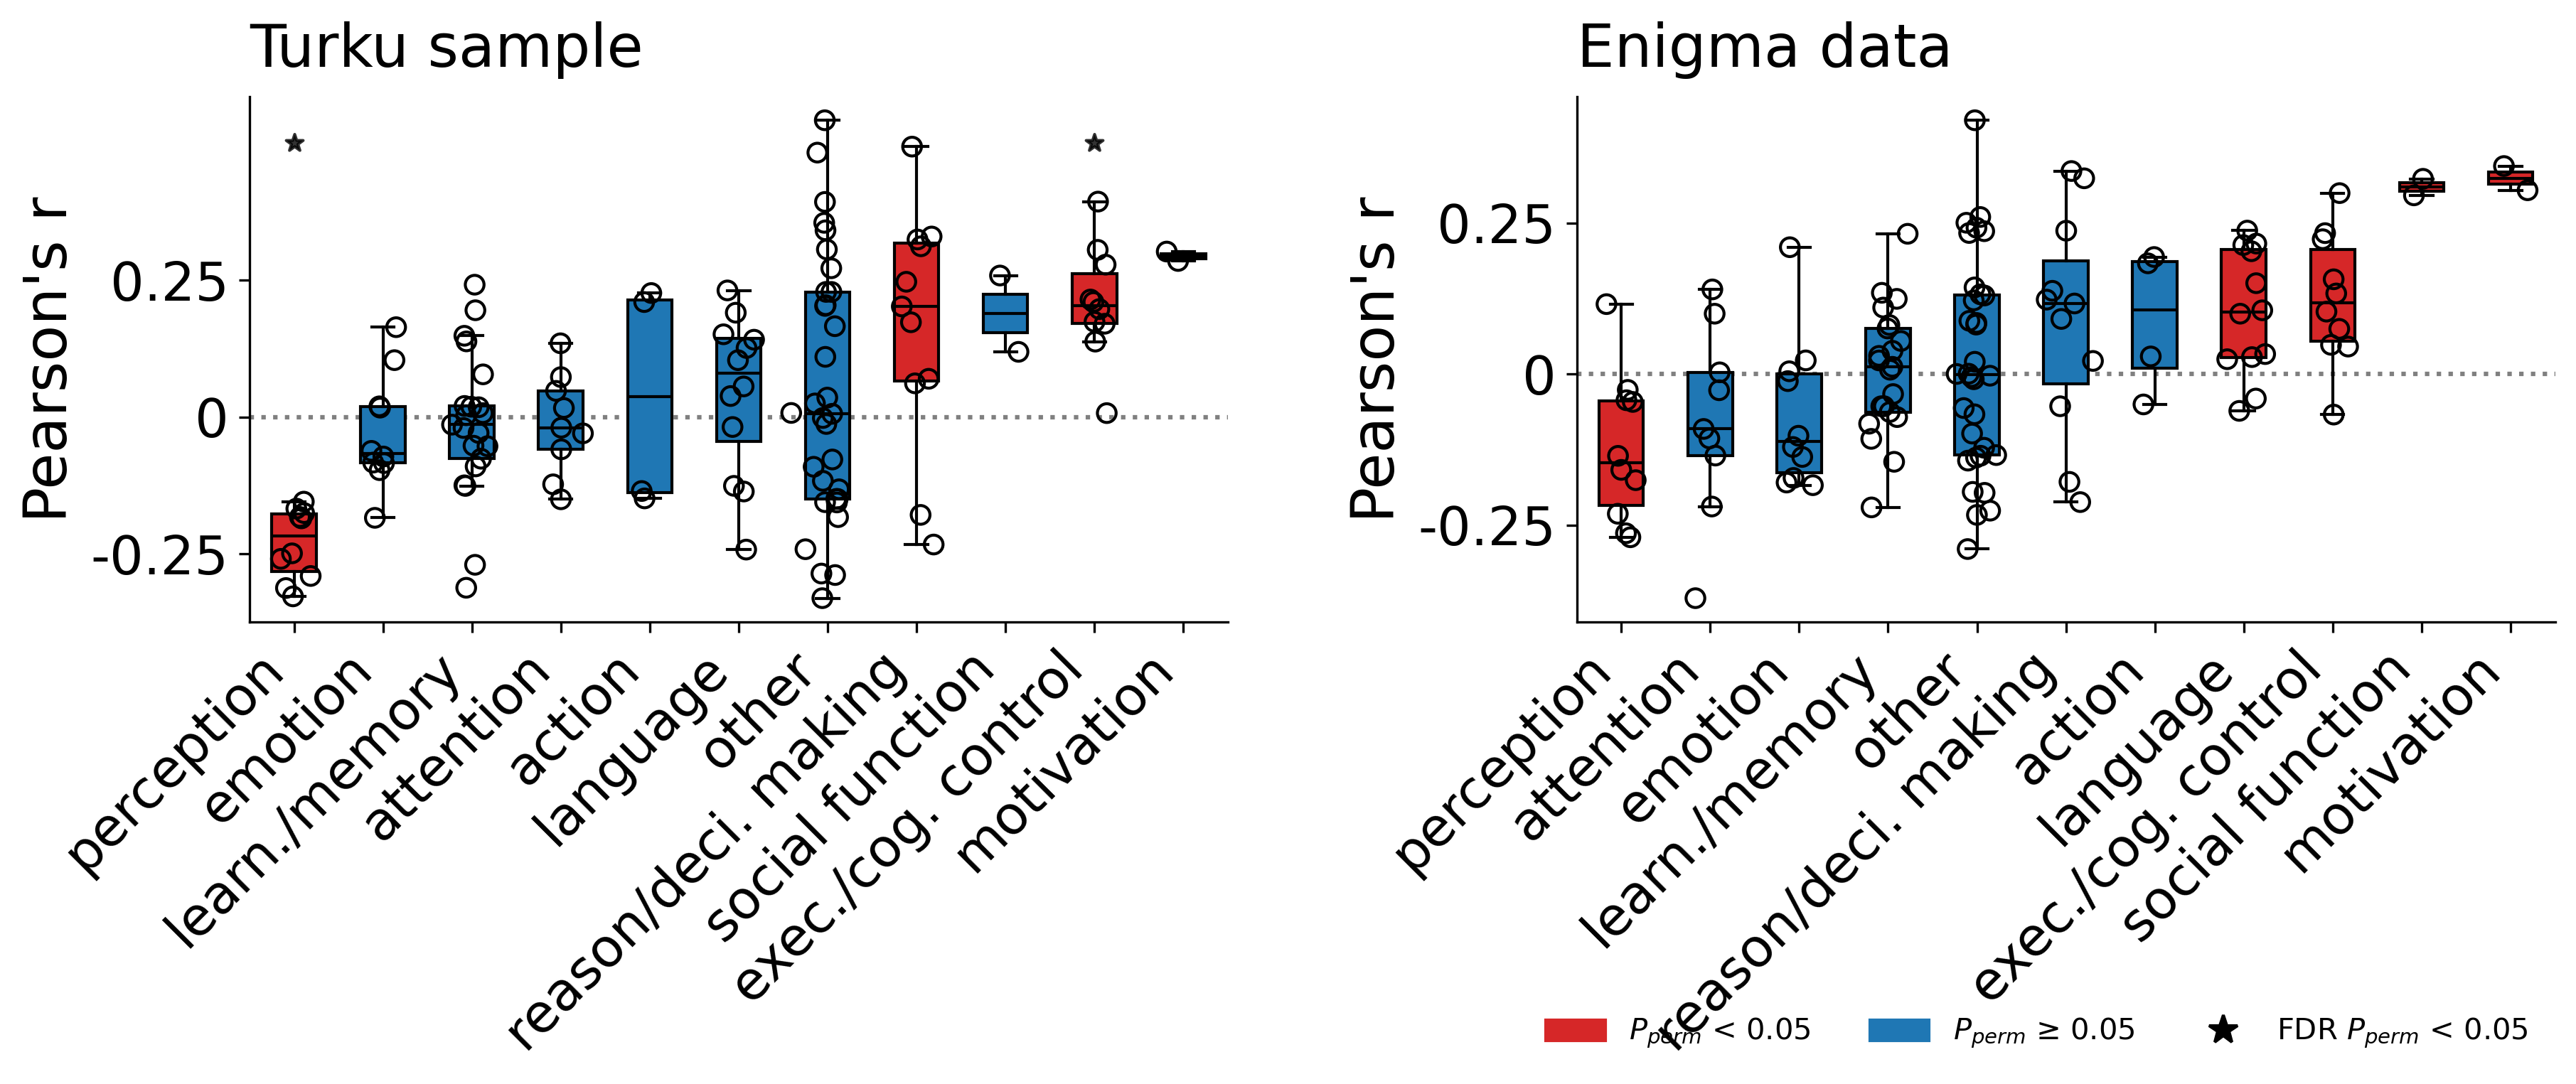 Turku sample
Pearson's r
0.25
0
-0.25
perception
emotion
learn./memory
attention
action
language
other
reason/deci. making
social function
exec./cog. control
motivation
Enigma data
Pearson's r
0.25
0
-0.25
perception
attention
emotion
learn./memory
other
reason/deci. making
action
language
exec./cog. control
social function
motivation
P_perm < 0.05
P_perm ≥ 0.05
FDR P_perm < 0.05